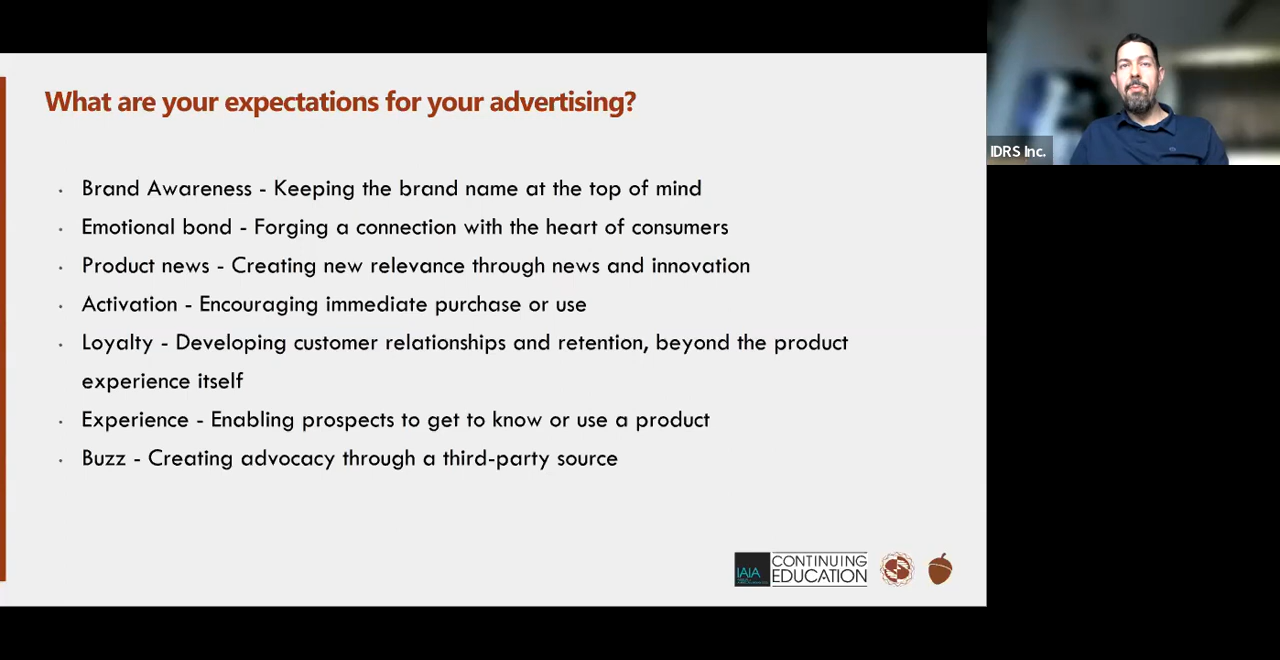 What are your expectations for your advertising?
IDRS Inc.
· Brand Awareness - Keeping the brand name at the top of mind
· Emotional bond - Forging a connection with the heart of consumers
· Product news - Creating new relevance through news and innovation
· Activation - Encouraging immediate purchase or use
· Loyalty - Developing customer relationships and retention, beyond the product
experience itself
· Experience - Enabling prospects to get to know or use a product
· Buzz - Creating advocacy through a third-party source
IAIA
CONTINUING
EDUCATION